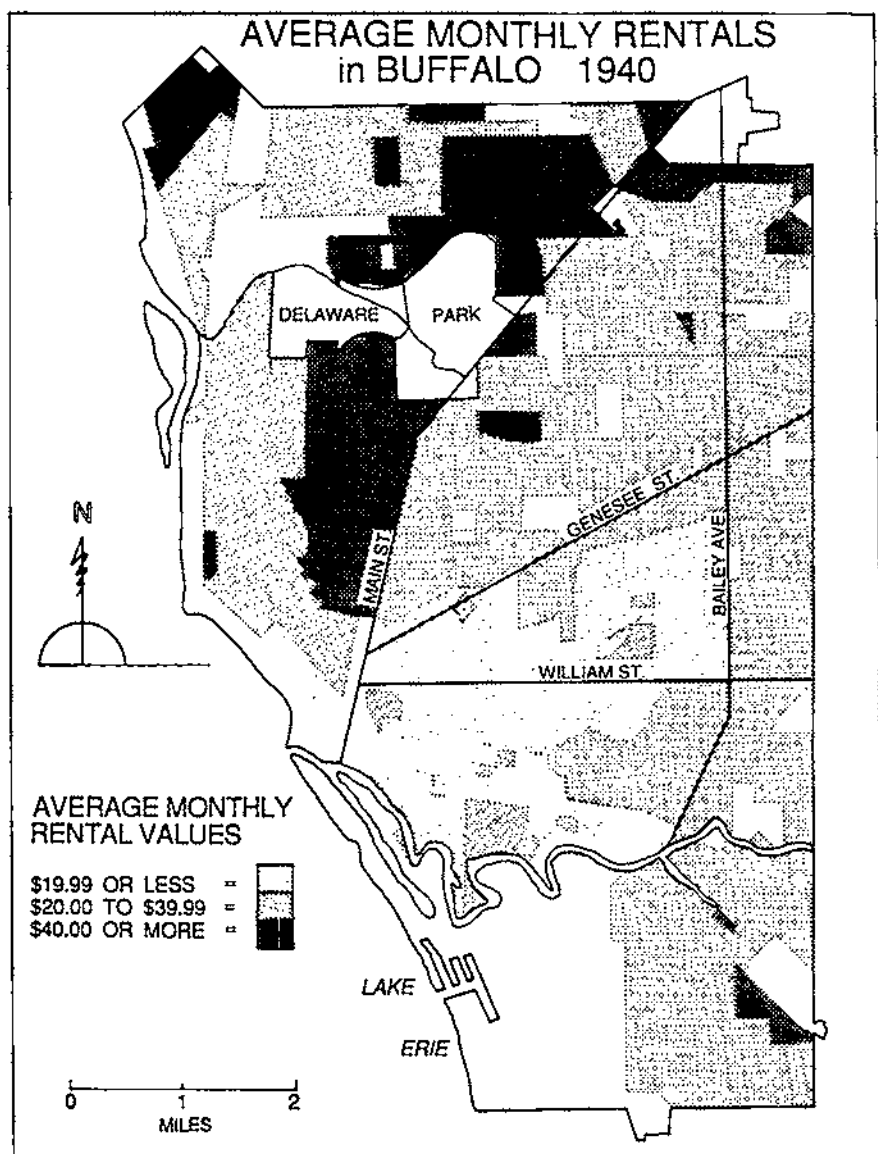 AVERAGE MONTHLY RENTALS
in BUFFALO 1940
DELAWARE PARK
N
MAIN ST
GENESEE ST.
BAILEY AVE.
WILLIAM ST.
AVERAGE MONTHLY
RENTAL VALUES
$19.99 OR LESS =
$20.00 TO $39.99 =
$40.00 OR MORE =
LAKE
ERIE
0 1 2
MILES